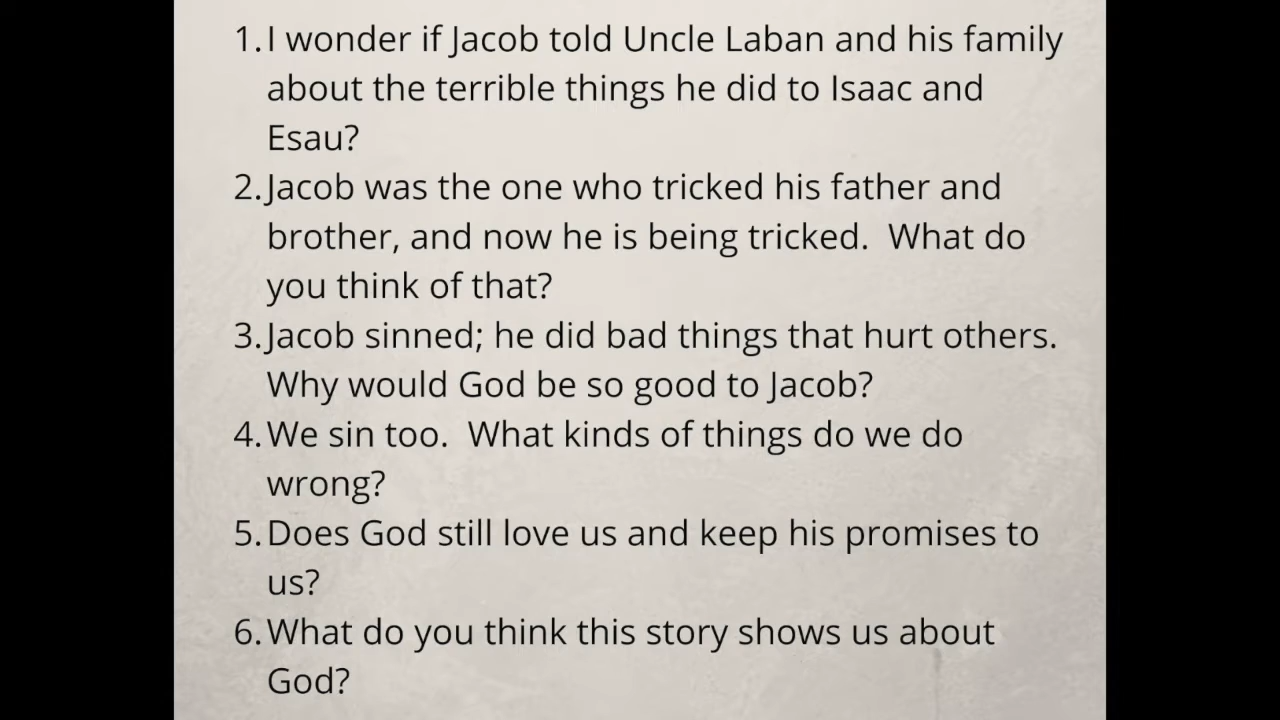 1.I wonder if Jacob told Uncle Laban and his family
about the terrible things he did to Isaac and
Esau?
2.Jacob was the one who tricked his father and
brother, and now he is being tricked.  What do
you think of that?
3.Jacob sinned; he did bad things that hurt others.
Why would God be so good to Jacob?
4.We sin too.  What kinds of things do we do
wrong?
5.Does God still love us and keep his promises to
us?
6.What do you think this story shows us about
God?